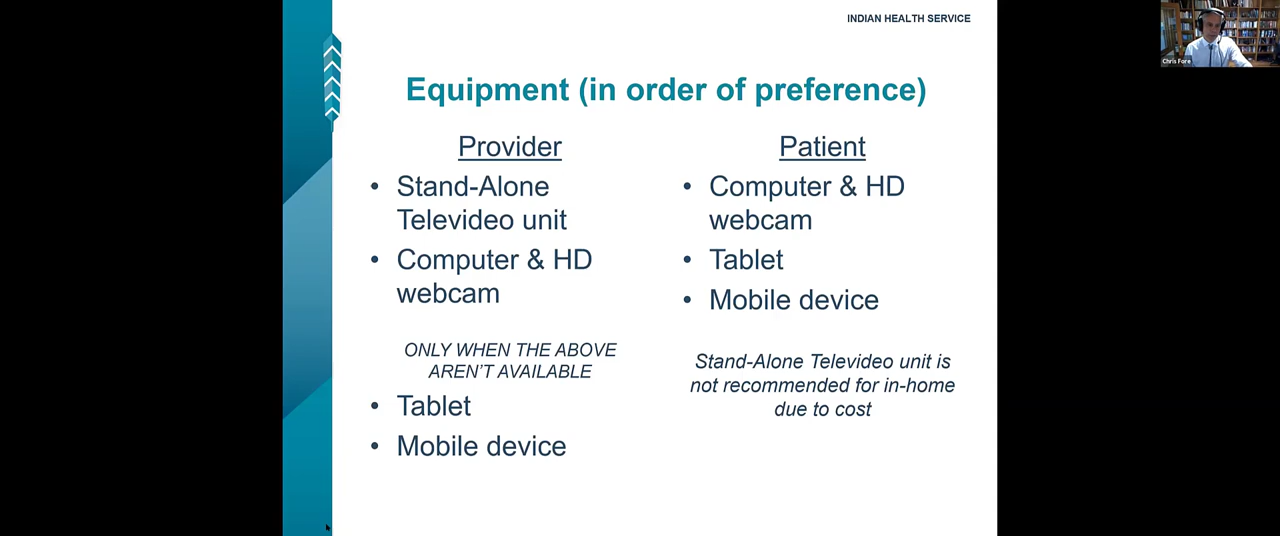 INDIAN HEALTH SERVICE
Chris Fore
Equipment (in order of preference)
Provider
• Stand-Alone
Televideo unit
• Computer & HD
webcam
ONLY WHEN THE ABOVE
AREN'T AVAILABLE
• Tablet
• Mobile device
Patient
• Computer & HD
webcam
• Tablet
• Mobile device
Stand-Alone Televideo unit is
not recommended for in-home
due to cost